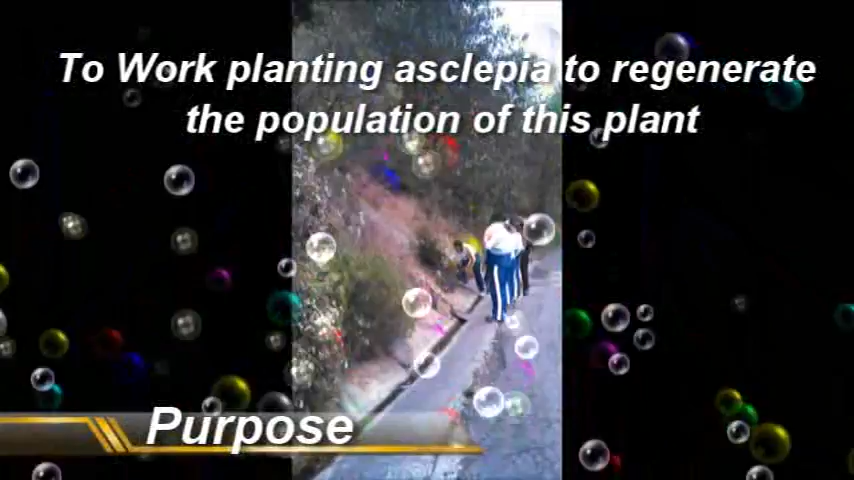 To Work planting asclepia to regenerate
the population of this plant
Purpose